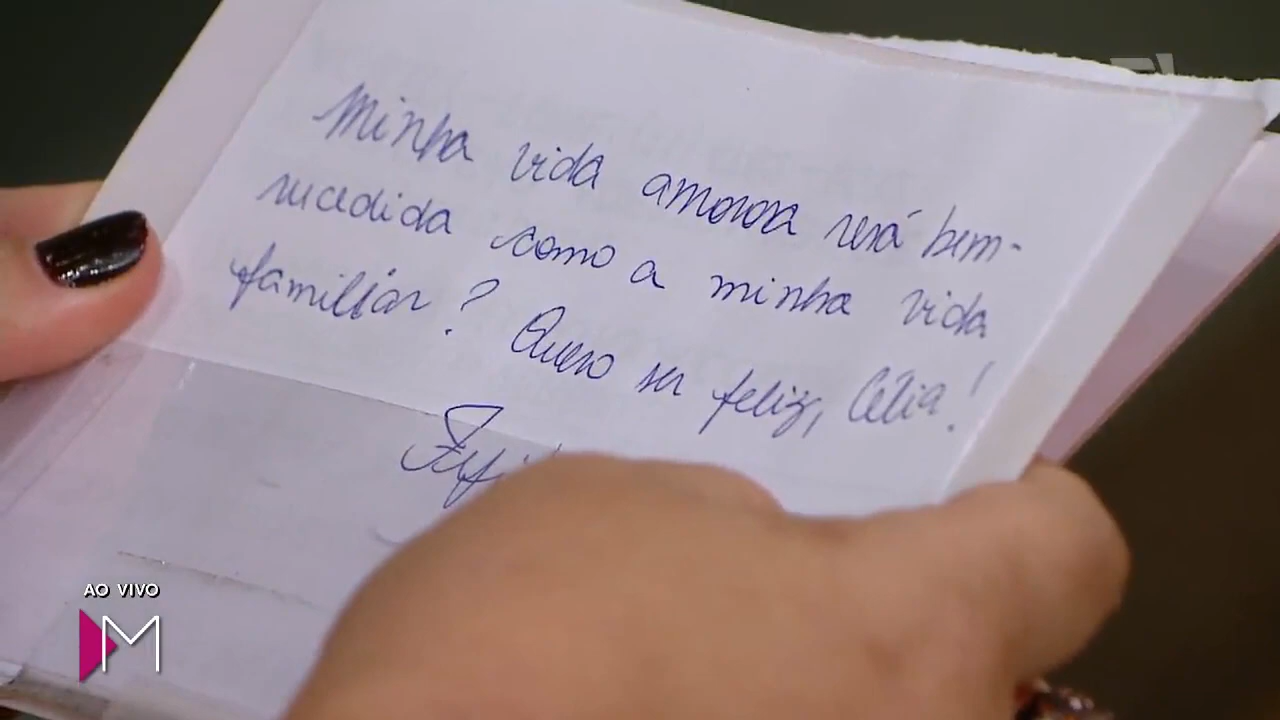 Minha vida amorosa será bem-
sucedida como a minha vida
familiar? Quero ser feliz, Célia!
AO VIVO
M